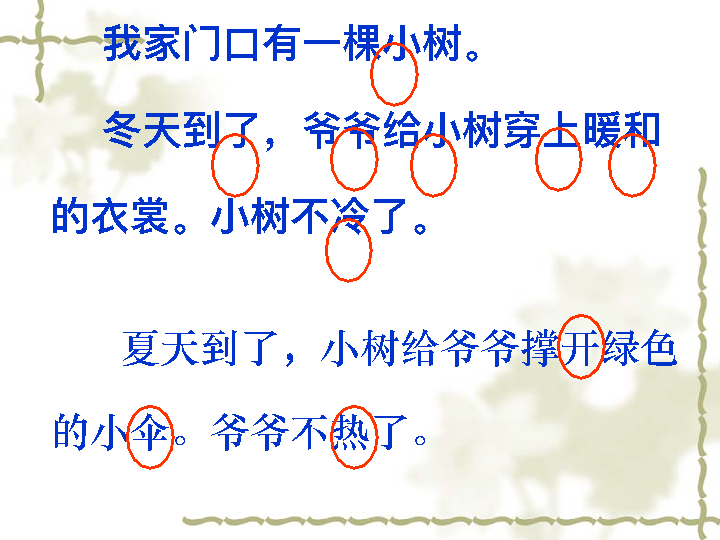 我家门口有一棵小树。
冬天到了，爷爷给小树穿上暖和
的衣裳。小树不冷了。
夏天到了，小树给爷爷撑开绿色
的小伞。爷爷不热了。